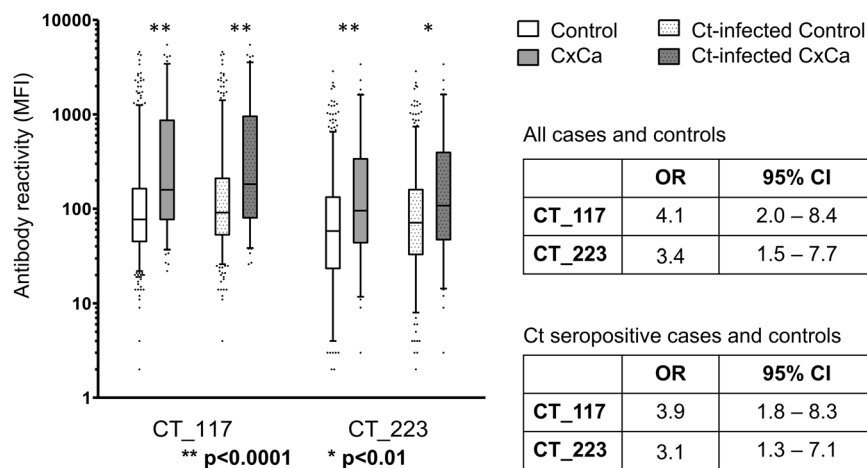 10000
1000
100
10
1
Antibody reactivity (MFI)
** ** ** *
CT_117 CT_223
** p<0.0001 * p<0.01
Control Ct-infected Control
CxCa Ct-infected CxCa
All cases and controls
OR 95% CI
CT_117 4.1 2.0 – 8.4
CT_223 3.4 1.5 – 7.7
Ct seropositive cases and controls
OR 95% CI
CT_117 3.9 1.8 – 8.3
CT_223 3.1 1.3 – 7.1